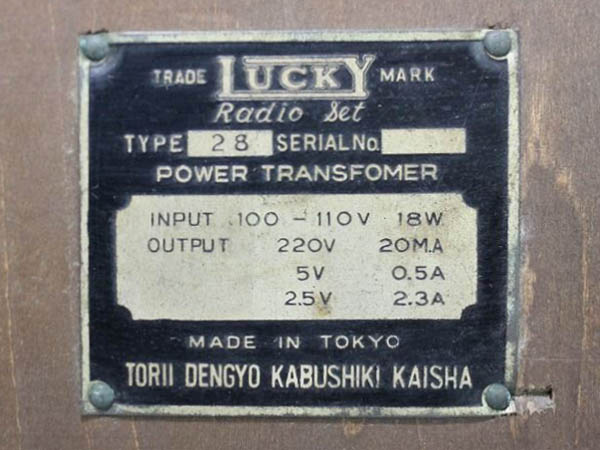 TRADE LUCKY MARK
Radio Set
TYPE 28 SERIAL No.
POWER TRANSFOMER
INPUT 100 - 110V 18W
OUTPUT 220V 20M.A
5V 0.5A
2.5V 2.3A
MADE IN TOKYO
TORII DENGYO KABUSHIKI KAISHA